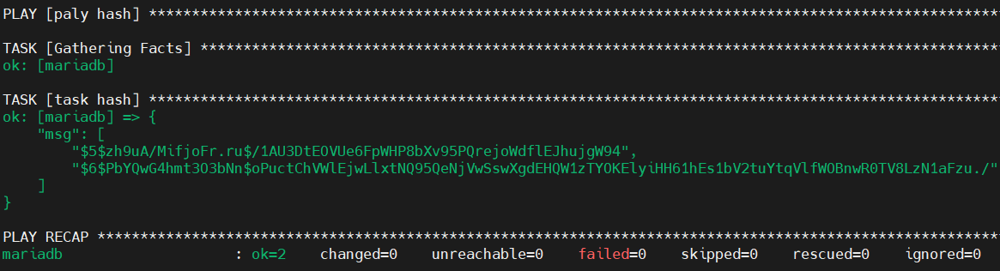 PLAY [paly hash] ***************************************************************************************************
TASK [Gathering Facts] *********************************************************************************************
ok: [mariadb]
TASK [task hash] ***************************************************************************************************
ok: [mariadb] => {
    "msg": [
        "$5$zh9uA/MifjoFr.ru$/1AU3DtEOVUe6FpWHP8bXv95PQrejoWdflEJhujgW94",
        "$6$PbYQwG4hmt3O3bNn$oPuctChVWlEjwLlxtNQ95QeNjVwSswXgdEHQW1zTYOKElyiHH61hEs1bV2tuYtqVlfWOBnwR0TV8LzN1aFzu./"
    ]
}
PLAY RECAP *********************************************************************************************************
mariadb                    : ok=2    changed=0    unreachable=0    failed=0    skipped=0    rescued=0    ignored=0